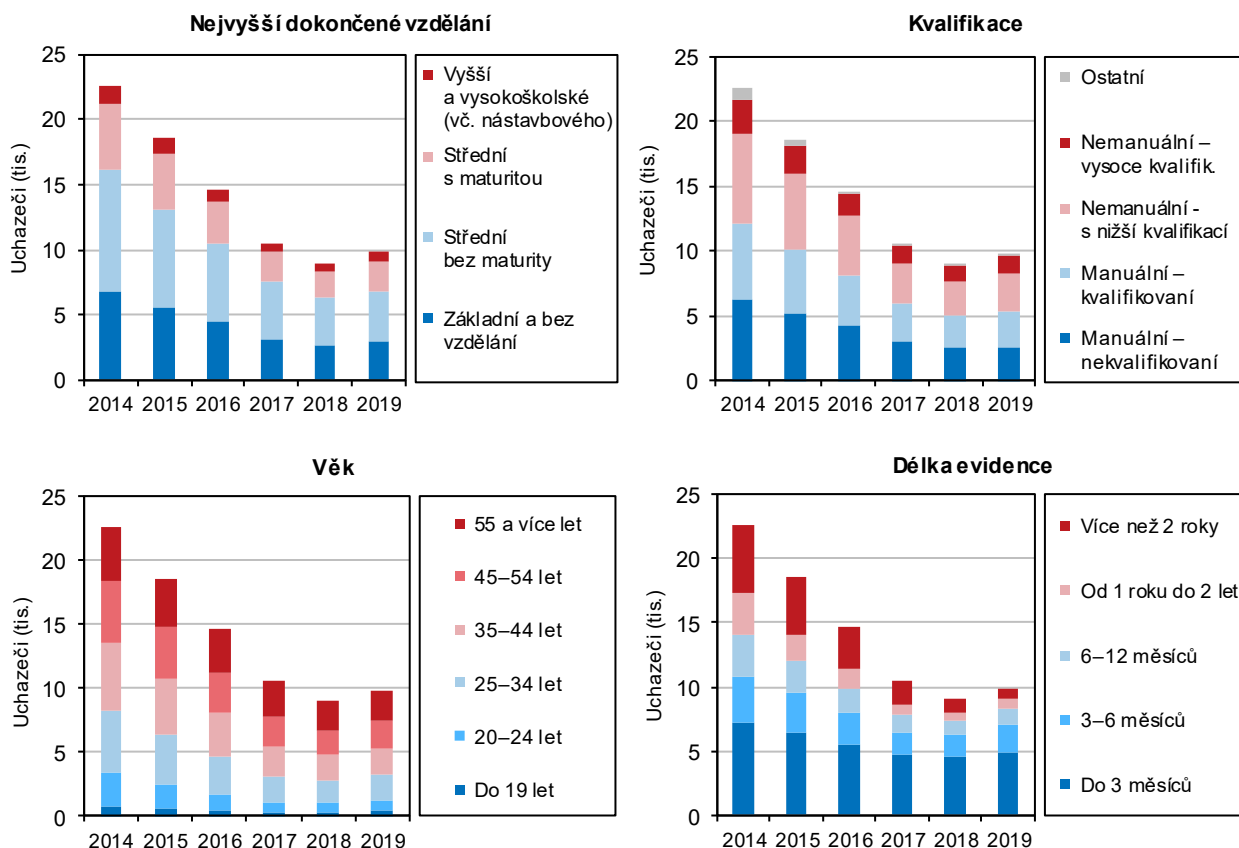 Nejvyšší dokončené vzdělání
Uchazeči (tis.)
25
20
15
10
5
0
2014 2015 2016 2017 2018 2019
Vyšší
a vysokoškolské
(vč. nástavbového)
Střední
s maturitou
Střední
bez maturity
Základní a bez
vzdělání
Kvalifikace
Uchazeči (tis.)
25
20
15
10
5
0
2014 2015 2016 2017 2018 2019
Ostatní
Nemanuální –
vysoce kvalifik.
Nemanuální -
s nižší kvalifikací
Manuální –
kvalifikovaní
Manuální –
nekvalifikovaní
Věk
Uchazeči (tis.)
25
20
15
10
5
0
2014 2015 2016 2017 2018 2019
55 a více let
45–54 let
35–44 let
25–34 let
20–24 let
Do 19 let
Délka evidence
Uchazeči (tis.)
25
20
15
10
5
0
2014 2015 2016 2017 2018 2019
Více než 2 roky
Od 1 roku do 2 let
6–12 měsíců
3–6 měsíců
Do 3 měsíců